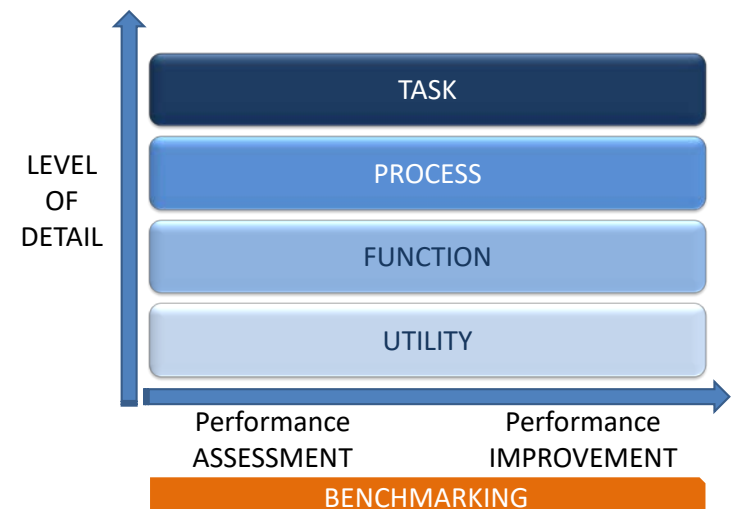 TASK
PROCESS
FUNCTION
UTILITY
LEVEL
OF
DETAIL
Performance
ASSESSMENT
Performance
IMPROVEMENT
BENCHMARKING